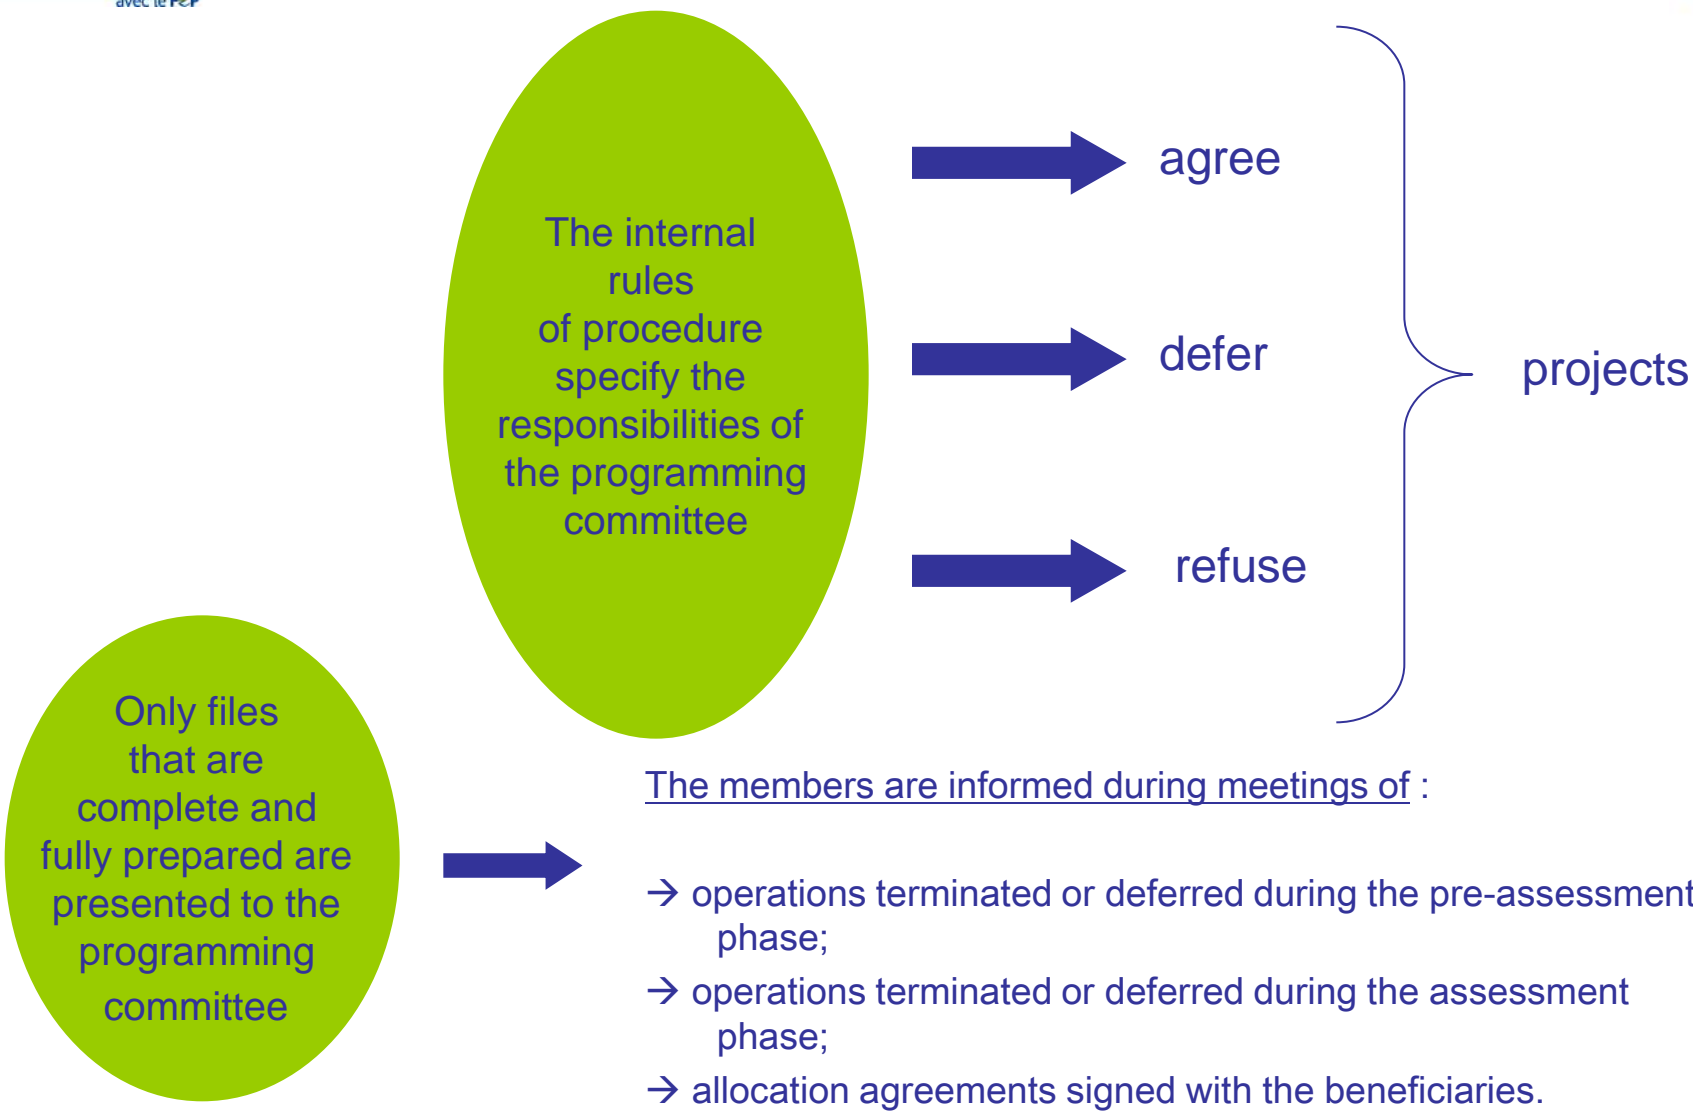 avec le FEP
The internal
rules
of procedure
specify the
responsibilities of
the programming
committee
agree
defer
refuse
projects
Only files
that are
complete and
fully prepared are
presented to the
programming
committee
The members are informed during meetings of :
→ operations terminated or deferred during the pre-assessment
phase;
→ operations terminated or deferred during the assessment
phase;
→ allocation agreements signed with the beneficiaries.